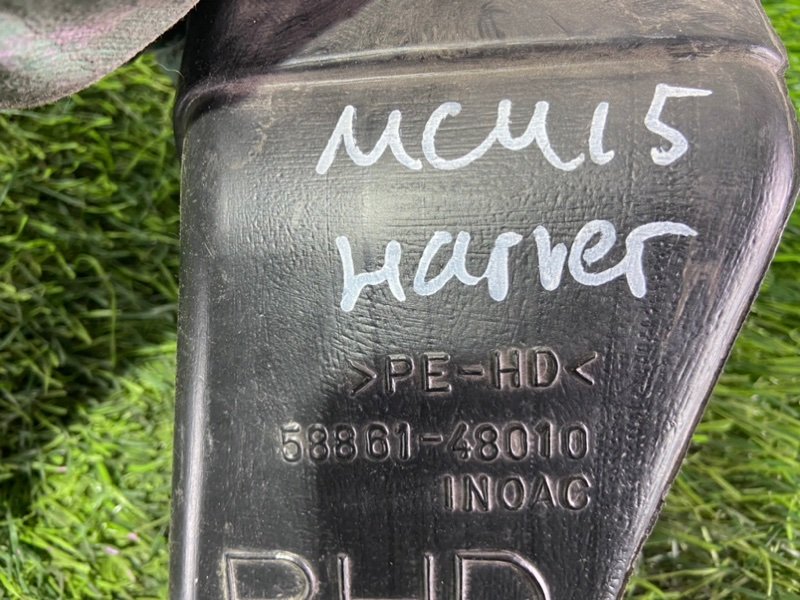 MCU15
Harrer
>PE-HD<
58861-48010
INOAC
RHD